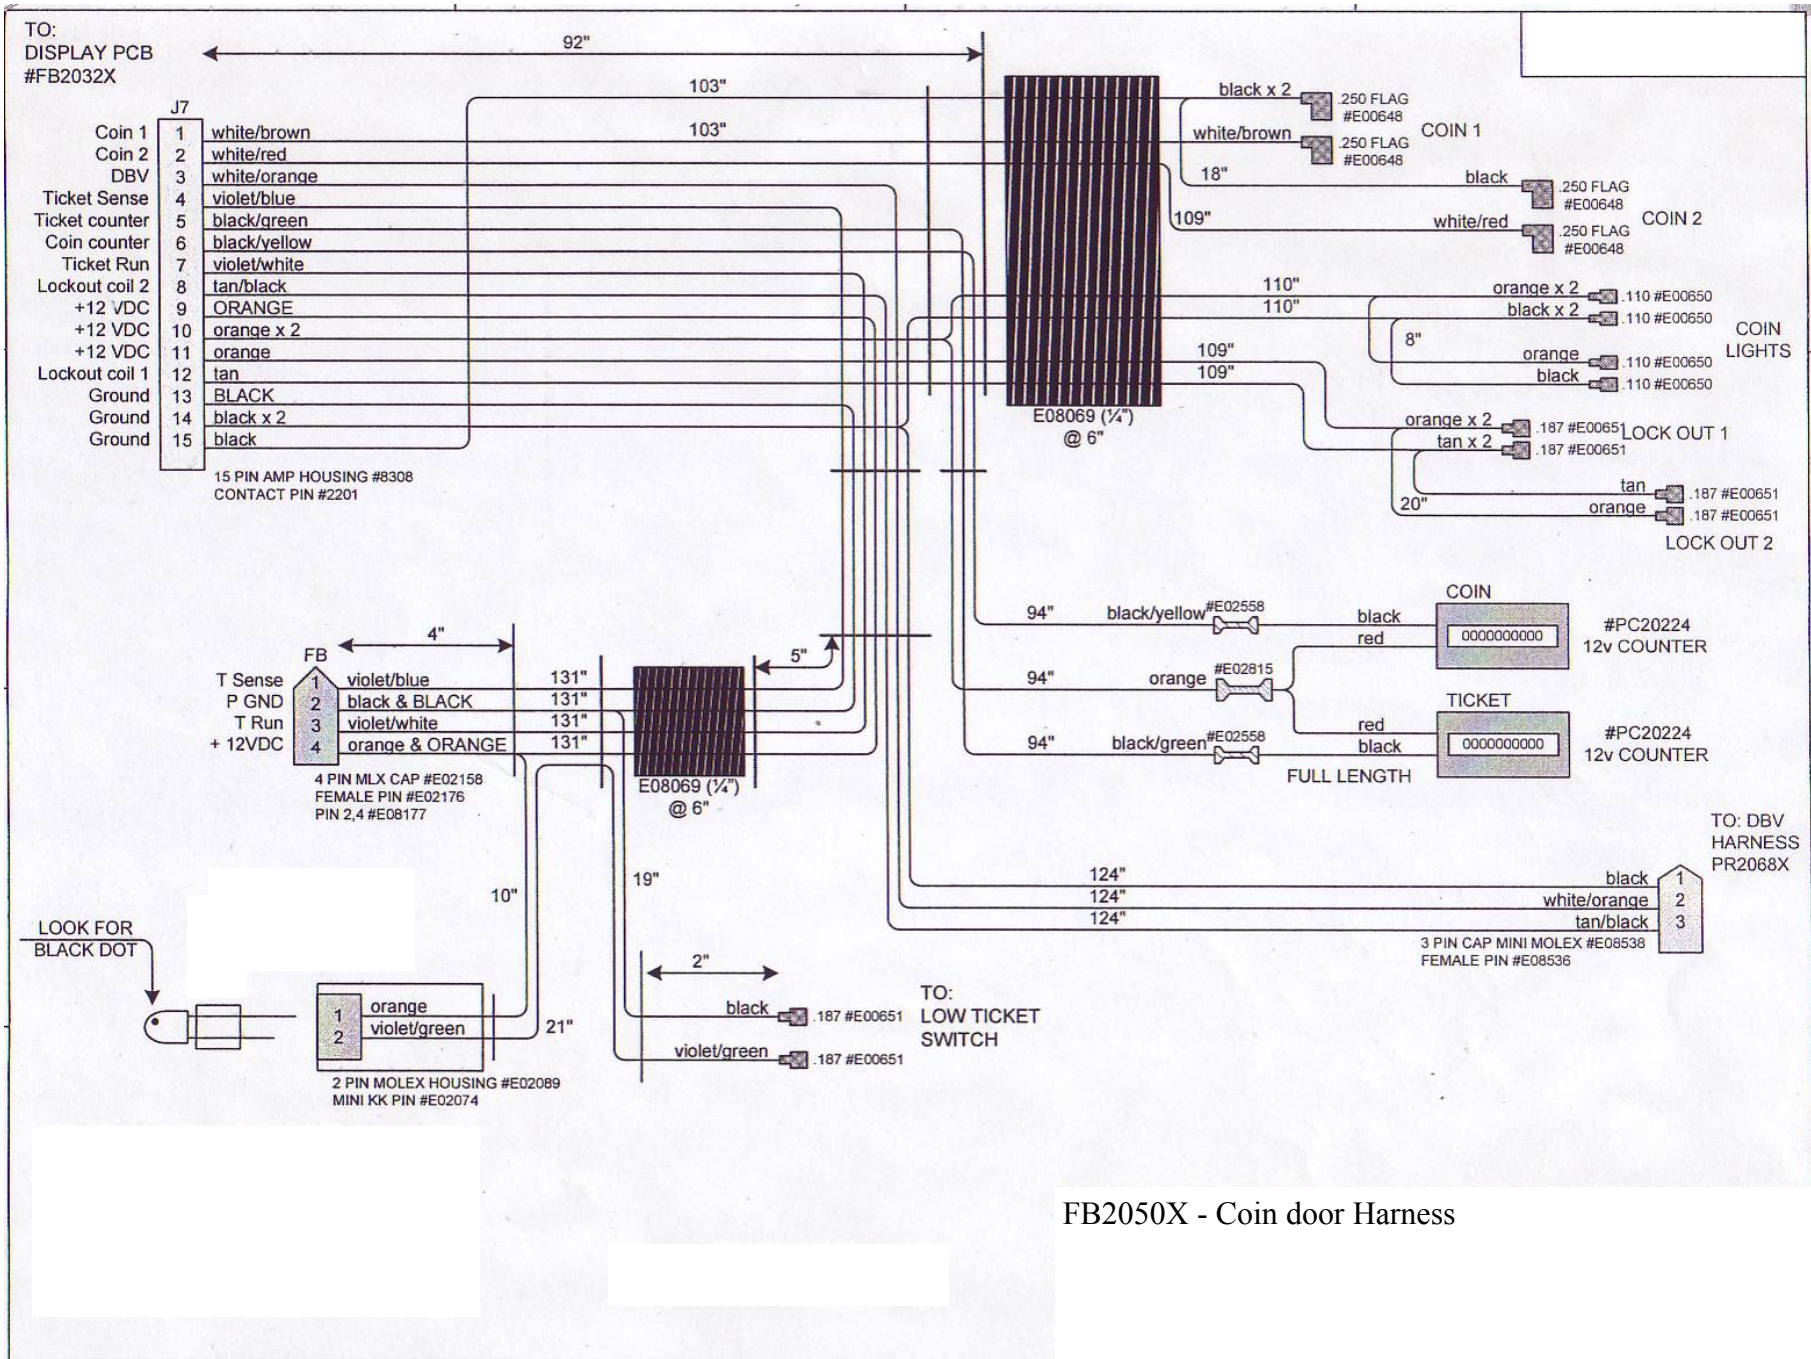 TO:
DISPLAY PCB
#FB2032X
92"
103"
103"
J7
Coin 1 1 white/brown
Coin 2 2 white/red
DBV 3 white/orange
Ticket Sense 4 violet/blue
Ticket counter 5 black/green
Coin counter 6 black/yellow
Ticket Run 7 violet/white
Lockout coil 2 8 tan/black
+12 VDC 9 ORANGE
+12 VDC 10 orange x 2
+12 VDC 11 orange
Lockout coil 1 12 tan
Ground 13 BLACK
Ground 14 black x 2
Ground 15 black
15 PIN AMP HOUSING #8308
CONTACT PIN #2201
E08069 (¼")
@ 6"
black x 2
.250 FLAG
#E00648
white/brown
.250 FLAG
#E00648
COIN 1
18"
black
.250 FLAG
#E00648
109"
white/red
.250 FLAG
#E00648
COIN 2
110"
orange x 2
.110 #E00650
110"
black x 2
.110 #E00650
8"
orange
.110 #E00650
black
.110 #E00650
COIN
LIGHTS
109"
109"
orange x 2
.187 #E00651
tan x 2
.187 #E00651
LOCK OUT 1
20"
tan
.187 #E00651
orange
.187 #E00651
LOCK OUT 2
94"
black/yellow
#E02558
black
red
COIN
0000000000
#PC20224
12v COUNTER
94"
orange
#E02815
TICKET
94"
black/green
#E02558
red
black
0000000000
#PC20224
12v COUNTER
FULL LENGTH
4"
5"
FB
T Sense 1 violet/blue 131"
P GND 2 black & BLACK 131"
T Run 3 violet/white 131"
+ 12VDC 4 orange & ORANGE 131"
4 PIN MLX CAP #E02158
FEMALE PIN #E02176
PIN 2,4 #E08177
E08069 (¼")
@ 6"
TO: DBV
HARNESS
PR2068X
124" black 1
124" white/orange 2
124" tan/black 3
3 PIN CAP MINI MOLEX #E08538
FEMALE PIN #E08536
10"
19"
LOOK FOR
BLACK DOT
1 orange
2 violet/green
21"
2 PIN MOLEX HOUSING #E02089
MINI KK PIN #E02074
2"
black
.187 #E00651
violet/green
.187 #E00651
TO:
LOW TICKET
SWITCH
FB2050X - Coin door Harness